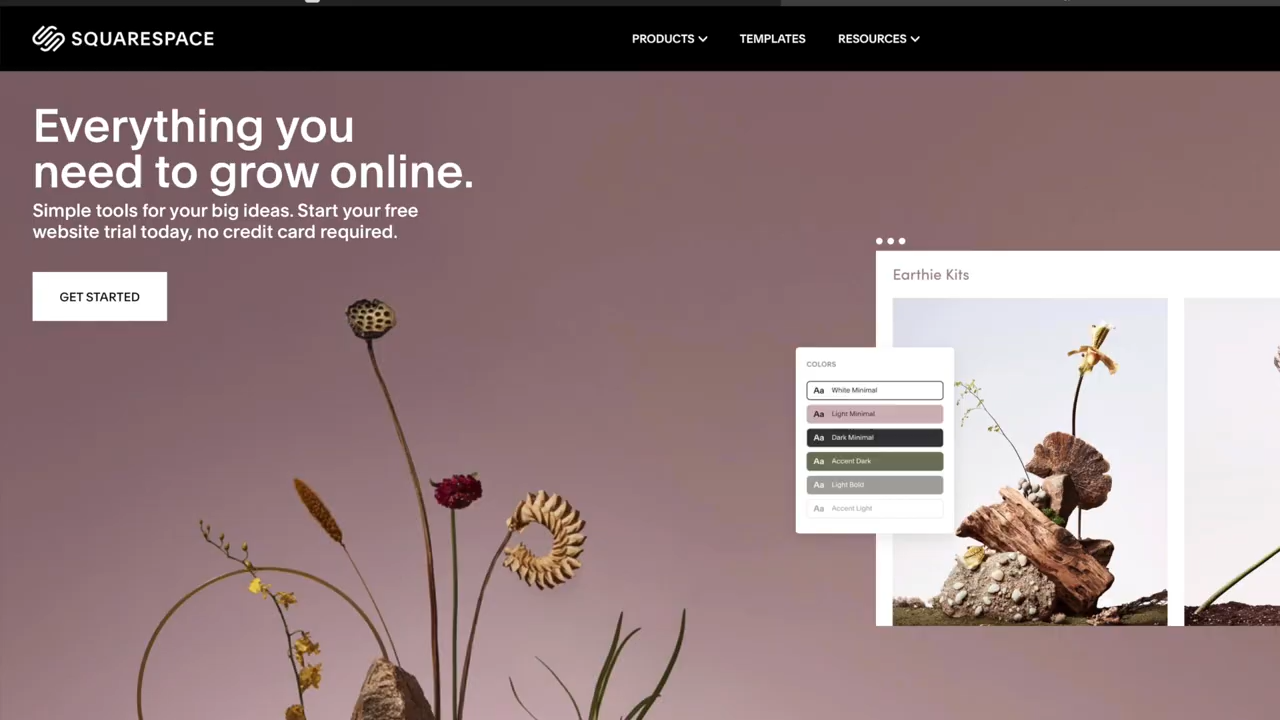 SQUARESPACE
PRODUCTS
TEMPLATES
RESOURCES
Everything you
need to grow online.
Simple tools for your big ideas. Start your free
website trial today, no credit card required.
GET STARTED
Earthie Kits
COLORS
Aa White Minimal
Aa Light Minimal
Aa Dark Minimal
Aa Accent Dark
Aa Light Bold
Aa Accent Light